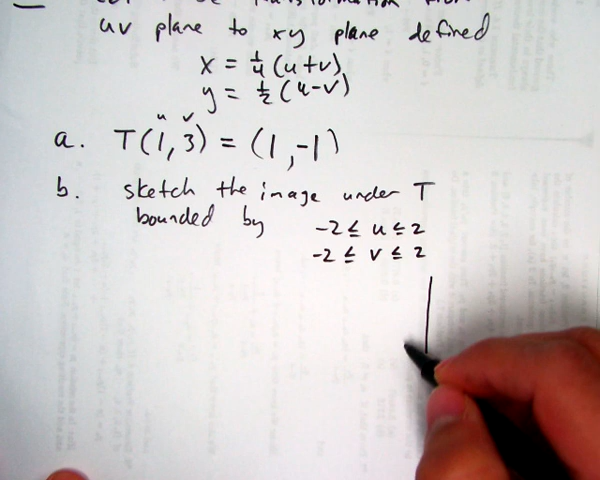 uv plane to xy plane defined
x = 1/4 (u+v)
y = 1/2 (u-v)
u v
a. T(1,3) = (1,-1)
b. sketch the image under T
bounded by -2 ≤ u ≤ 2
-2 ≤ v ≤ 2